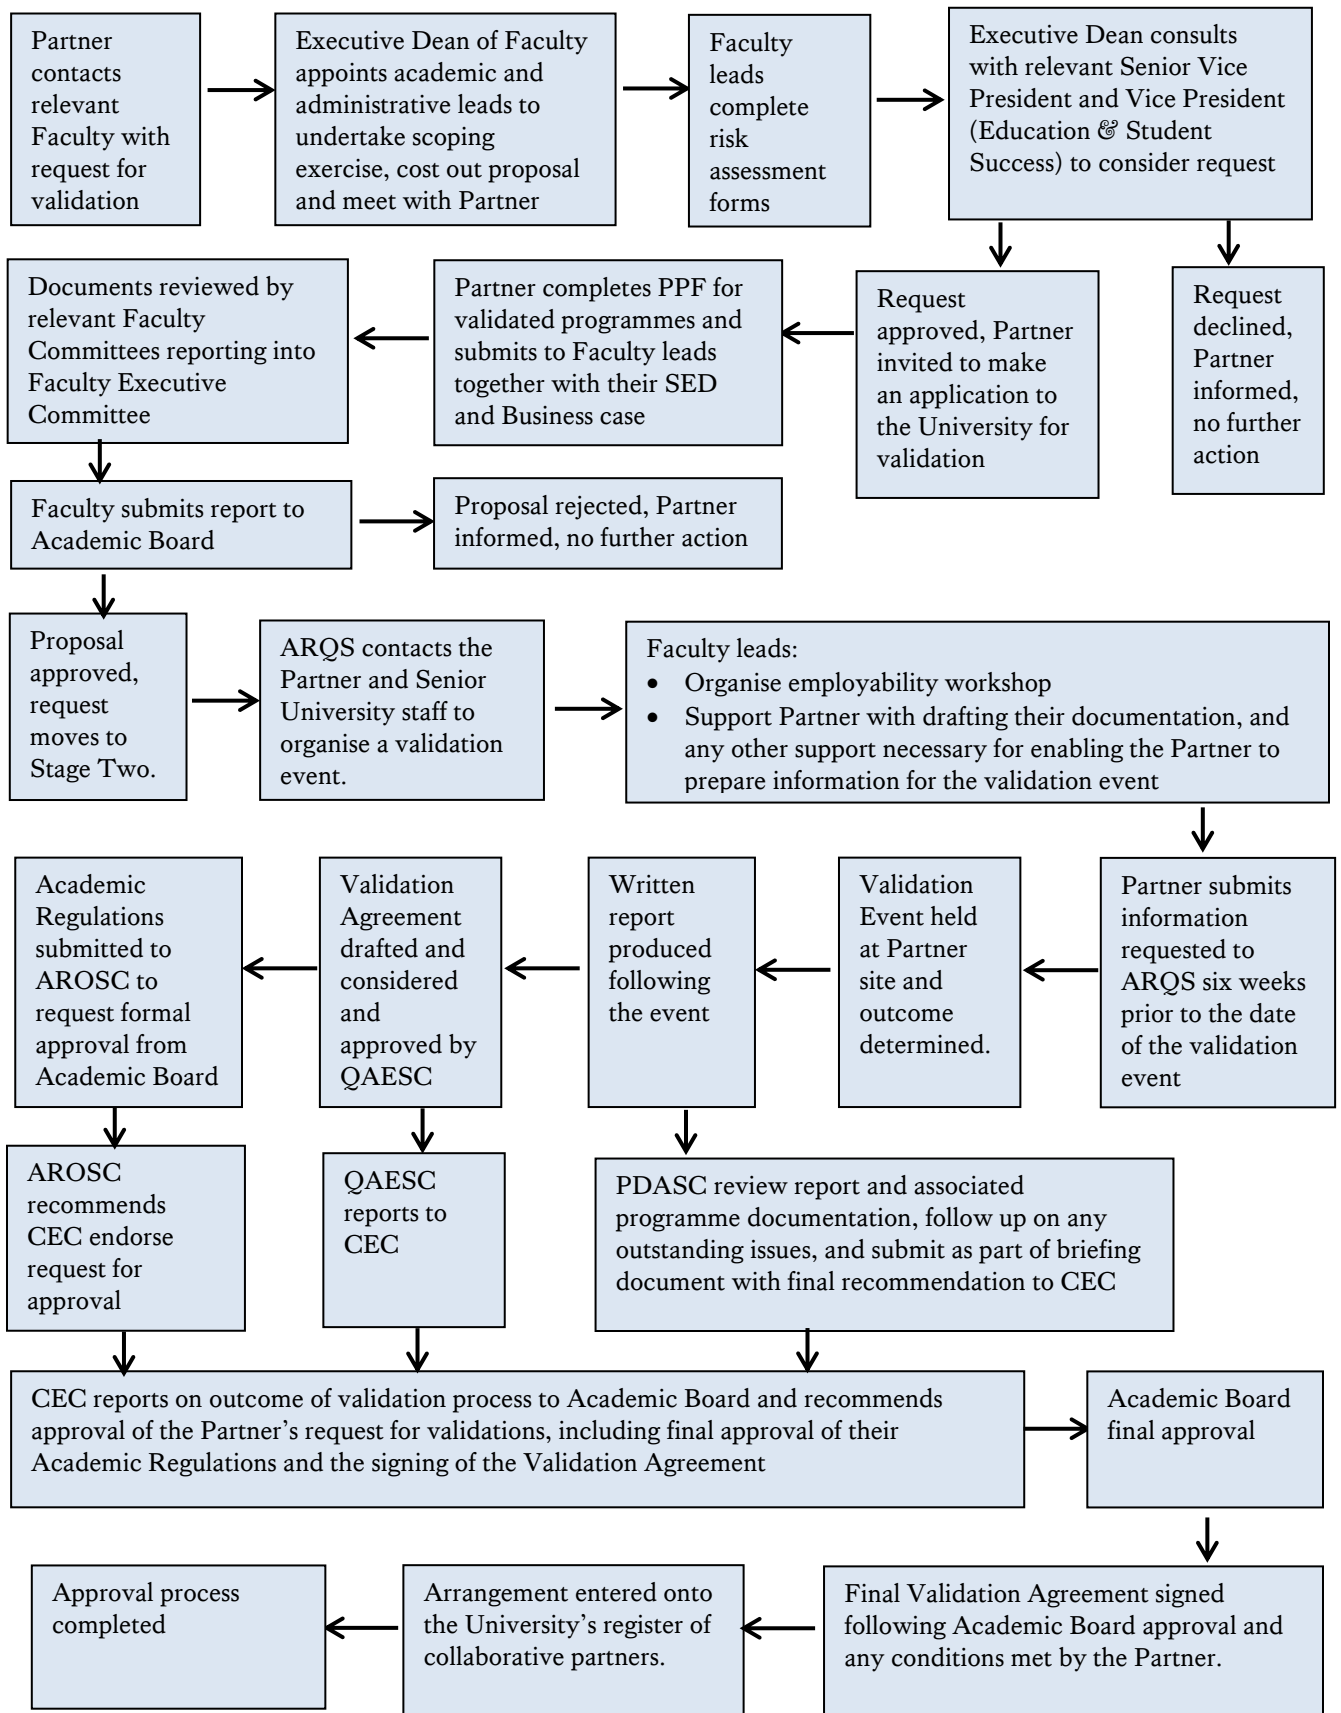 Partner
contacts
relevant
Faculty with
request for
validation
Executive Dean of Faculty
appoints academic and
administrative leads to
undertake scoping
exercise, cost out proposal
and meet with Partner
Faculty
leads
complete
risk
assessment
forms
Executive Dean consults
with relevant Senior Vice
President and Vice President
(Education & Student
Success) to consider request
Request
declined,
Partner
informed,
no further
action
Request
approved, Partner
invited to make
an application to
the University for
validation
Partner completes PPF for
validated programmes and
submits to Faculty leads
together with their SED
and Business case
Documents reviewed by
relevant Faculty
Committees reporting into
Faculty Executive
Committee
Faculty submits report to
Academic Board
Proposal rejected, Partner
informed, no further action
Proposal
approved,
request
moves to
Stage Two.
ARQS contacts the
Partner and Senior
University staff to
organise a validation
event.
Faculty leads:
• Organise employability workshop
• Support Partner with drafting their documentation, and
any other support necessary for enabling the Partner to
prepare information for the validation event
Partner submits
information
requested to
ARQS six weeks
prior to the date
of the validation
event
Validation
Event held
at Partner
site and
outcome
determined.
Written
report
produced
following
the event
Validation
Agreement
drafted and
considered
and
approved by
QAESC
Academic
Regulations
submitted to
AROSC to
request formal
approval from
Academic Board
AROSC
recommends
CEC endorse
request for
approval
QAESC
reports to
CEC
PDASC review report and associated
programme documentation, follow up on any
outstanding issues, and submit as part of briefing
document with final recommendation to CEC
CEC reports on outcome of validation process to Academic Board and recommends
approval of the Partner’s request for validations, including final approval of their
Academic Regulations and the signing of the Validation Agreement
Academic Board
final approval
Final Validation Agreement signed
following Academic Board approval and
any conditions met by the Partner.
Arrangement entered onto
the University’s register of
collaborative partners.
Approval process
completed